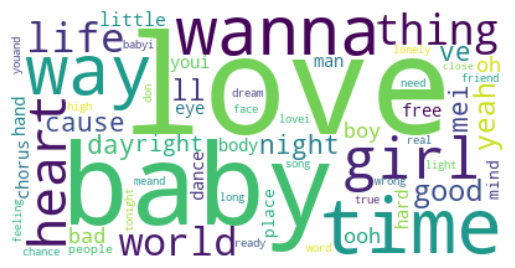 little
youi
man
wanna
thing
life
babyi
youand
way
love
ll
ve
oh
lonely
close
friend
don
dream
need
face
eye
free
mei
yeah
high
cause
lovei
hand
heart
chorus
day
right
body
night
boy
girl
real
light
song
baby
dance
good
mind
meand
long
place
ooh
hard
true
wrong
time
feeling
bad
tonight
world
ready
people
chance
word